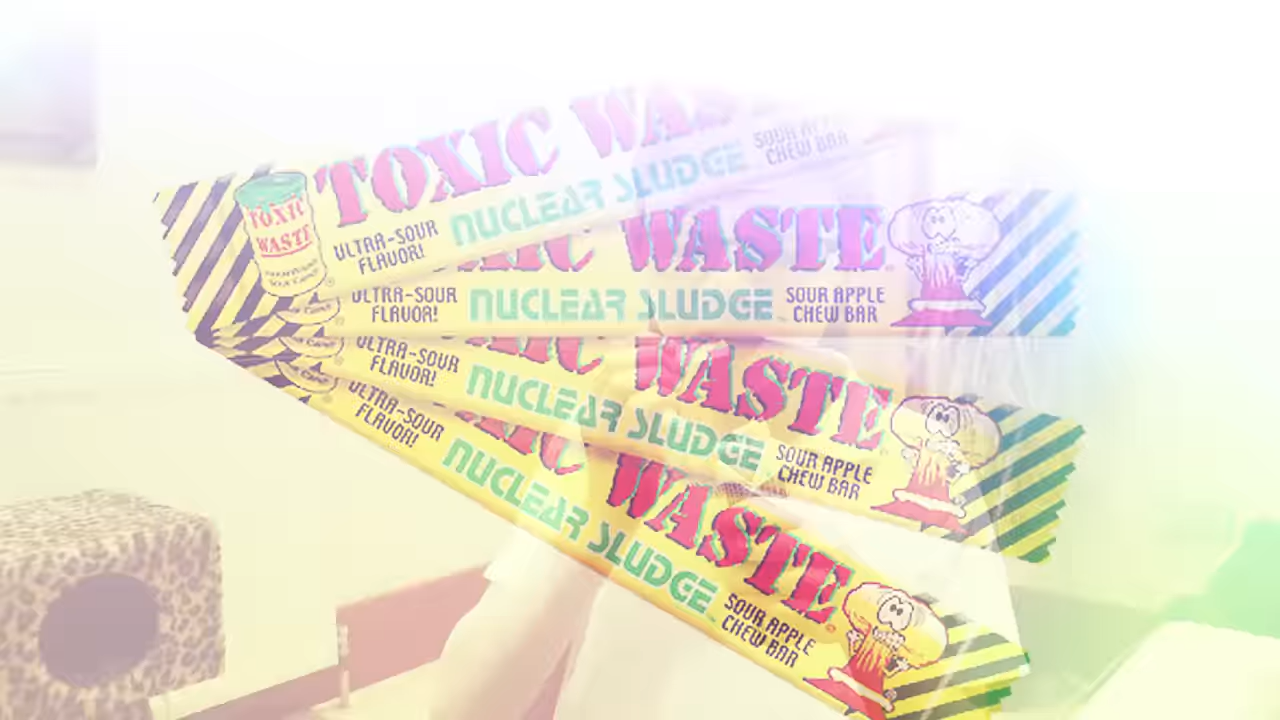 TOXIC WAS
SOUR APPLE
CHEW BAR
NUCLEAR SLUDGE
ULTRA-SOUR
FLAVOR!
TOXIC
WASTE
WASTE
ULTRA-SOUR
FLAVOR!
NUCLEAR SLUDGE
SOUR APPLE
CHEW BAR
WASTE
ULTRA-SOUR
FLAVOR!
NUCLEAR SLUDGE
SOUR APPLE
CHEW BAR
WASTE
ULTRA-SOUR
FLAVOR!
NUCLEAR SLUDGE
SOUR APPLE
CHEW BAR